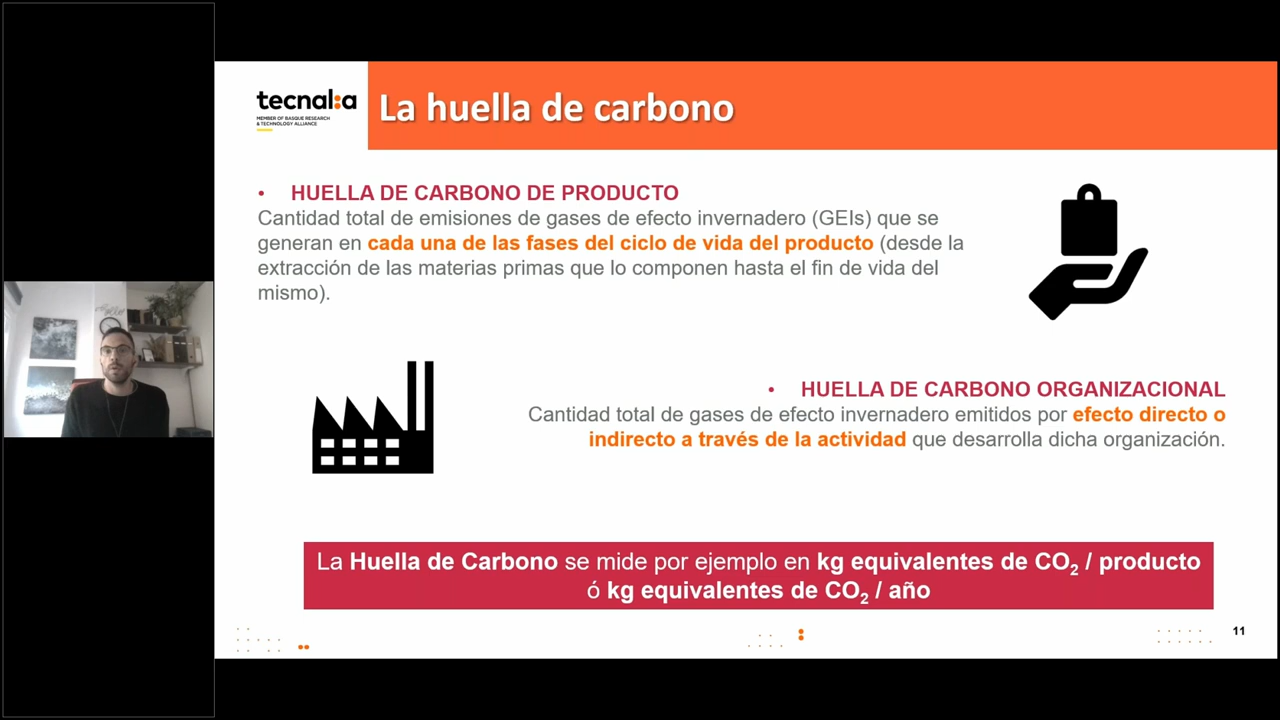 tecnal:a
MEMBER OF BASQUE RESEARCH
& TECHNOLOGY ALLIANCE
La huella de carbono
• HUELLA DE CARBONO DE PRODUCTO
Cantidad total de emisiones de gases de efecto invernadero (GEIs) que se
generan en cada una de las fases del ciclo de vida del producto (desde la
extracción de las materias primas que lo componen hasta el fin de vida del
mismo).
• HUELLA DE CARBONO ORGANIZACIONAL
Cantidad total de gases de efecto invernadero emitidos por efecto directo o
indirecto a través de la actividad que desarrolla dicha organización.
La Huella de Carbono se mide por ejemplo en kg equivalentes de CO₂ / producto
ó kg equivalentes de CO₂ / año
11